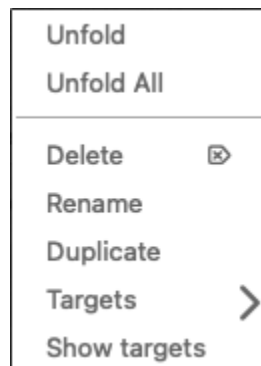 Unfold
Unfold All
Delete
Rename
Duplicate
Targets
Show targets